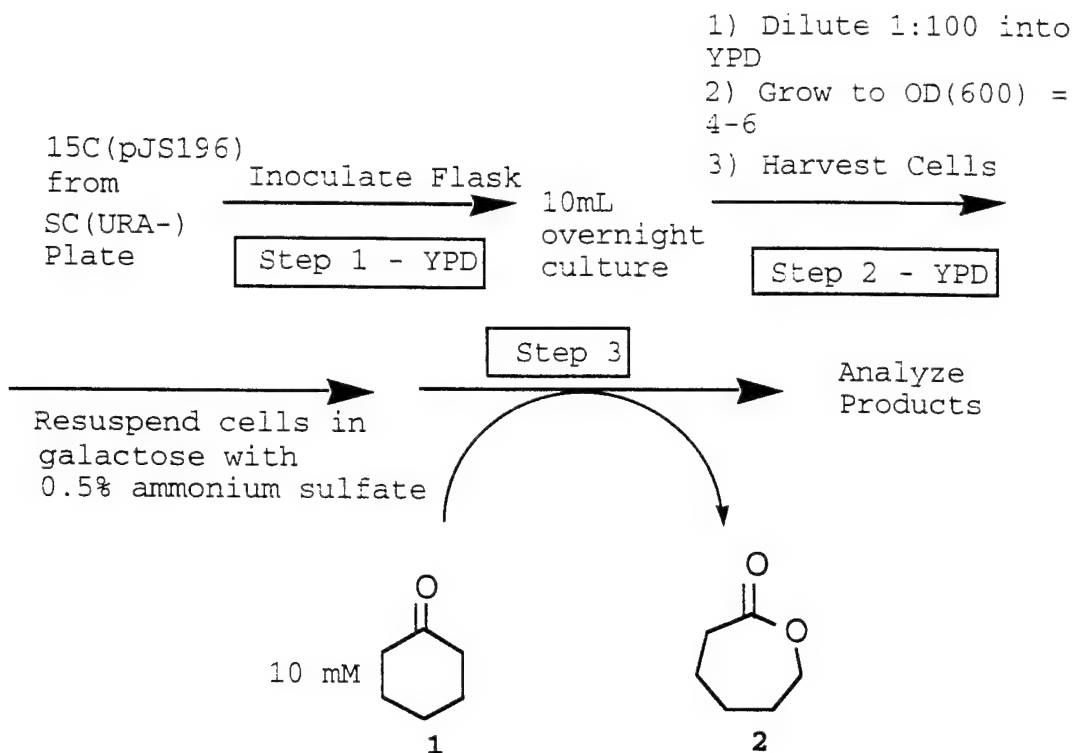 15C(pJS196)
from
SC(URA-)
Plate
Inoculate Flask
Step 1 - YPD
10mL
overnight
culture
1) Dilute 1:100 into
YPD
2) Grow to OD(600) =
4-6
3) Harvest Cells
Step 2 - YPD
Resuspend cells in
galactose with
0.5% ammonium sulfate
Step 3
Analyze
Products
10 mM
O
1
O
O
2